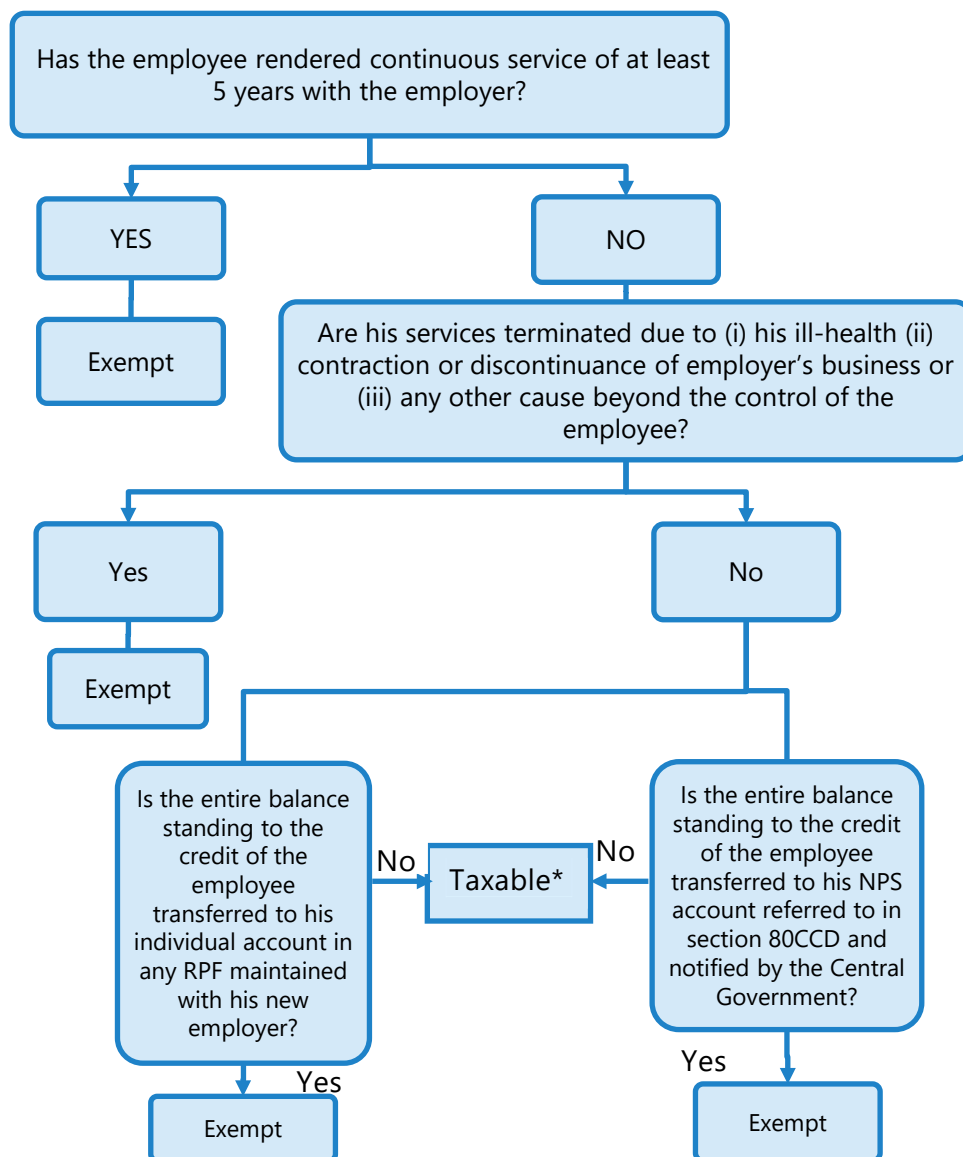 Has the employee rendered continuous service of at least
5 years with the employer?
YES
NO
Exempt
Are his services terminated due to (i) his ill-health (ii)
contraction or discontinuance of employer’s business or
(iii) any other cause beyond the control of the
employee?
Yes
No
Exempt
Is the entire balance
standing to the
credit of the
employee
transferred to his
individual account in
any RPF maintained
with his new
employer?
No
Taxable*
No
Is the entire balance
standing to the credit
of the employee
transferred to his NPS
account referred to in
section 80CCD and
notified by the Central
Government?
Yes
Exempt
Yes
Exempt